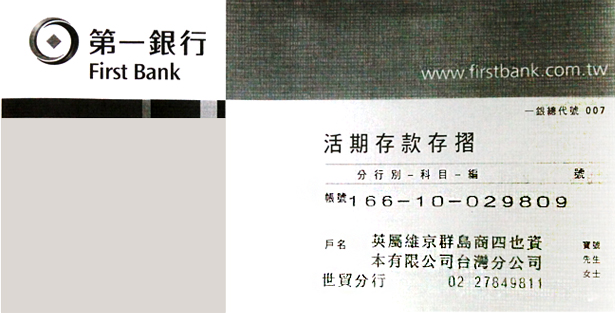 第一銀行
First Bank
www.firstbank.com.tw
一銀總代號 007
活期存款存摺
分行別-科目-編 號
帳號 166-10-029809
戶名 英屬維京群島商四也資 寶號
本有限公司台灣分公司 先生
世貿分行 02 27849811 女士